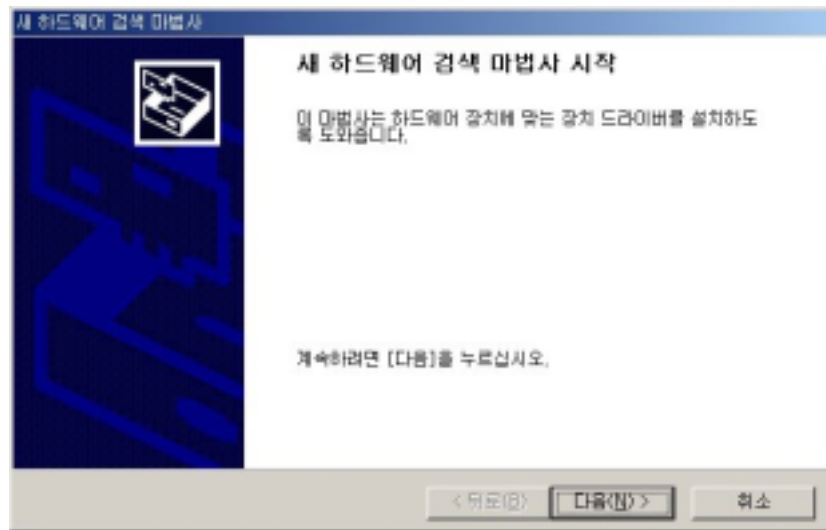 새 하드웨어 검색 마법사
새 하드웨어 검색 마법사 시작
이 마법사는 하드웨어 장치에 맞는 장치 드라이버를 설치하도
록 도와줍니다.
계속하려면 [다음]을 누르십시오.
< 뒤로(B) 다음(N) > 취소